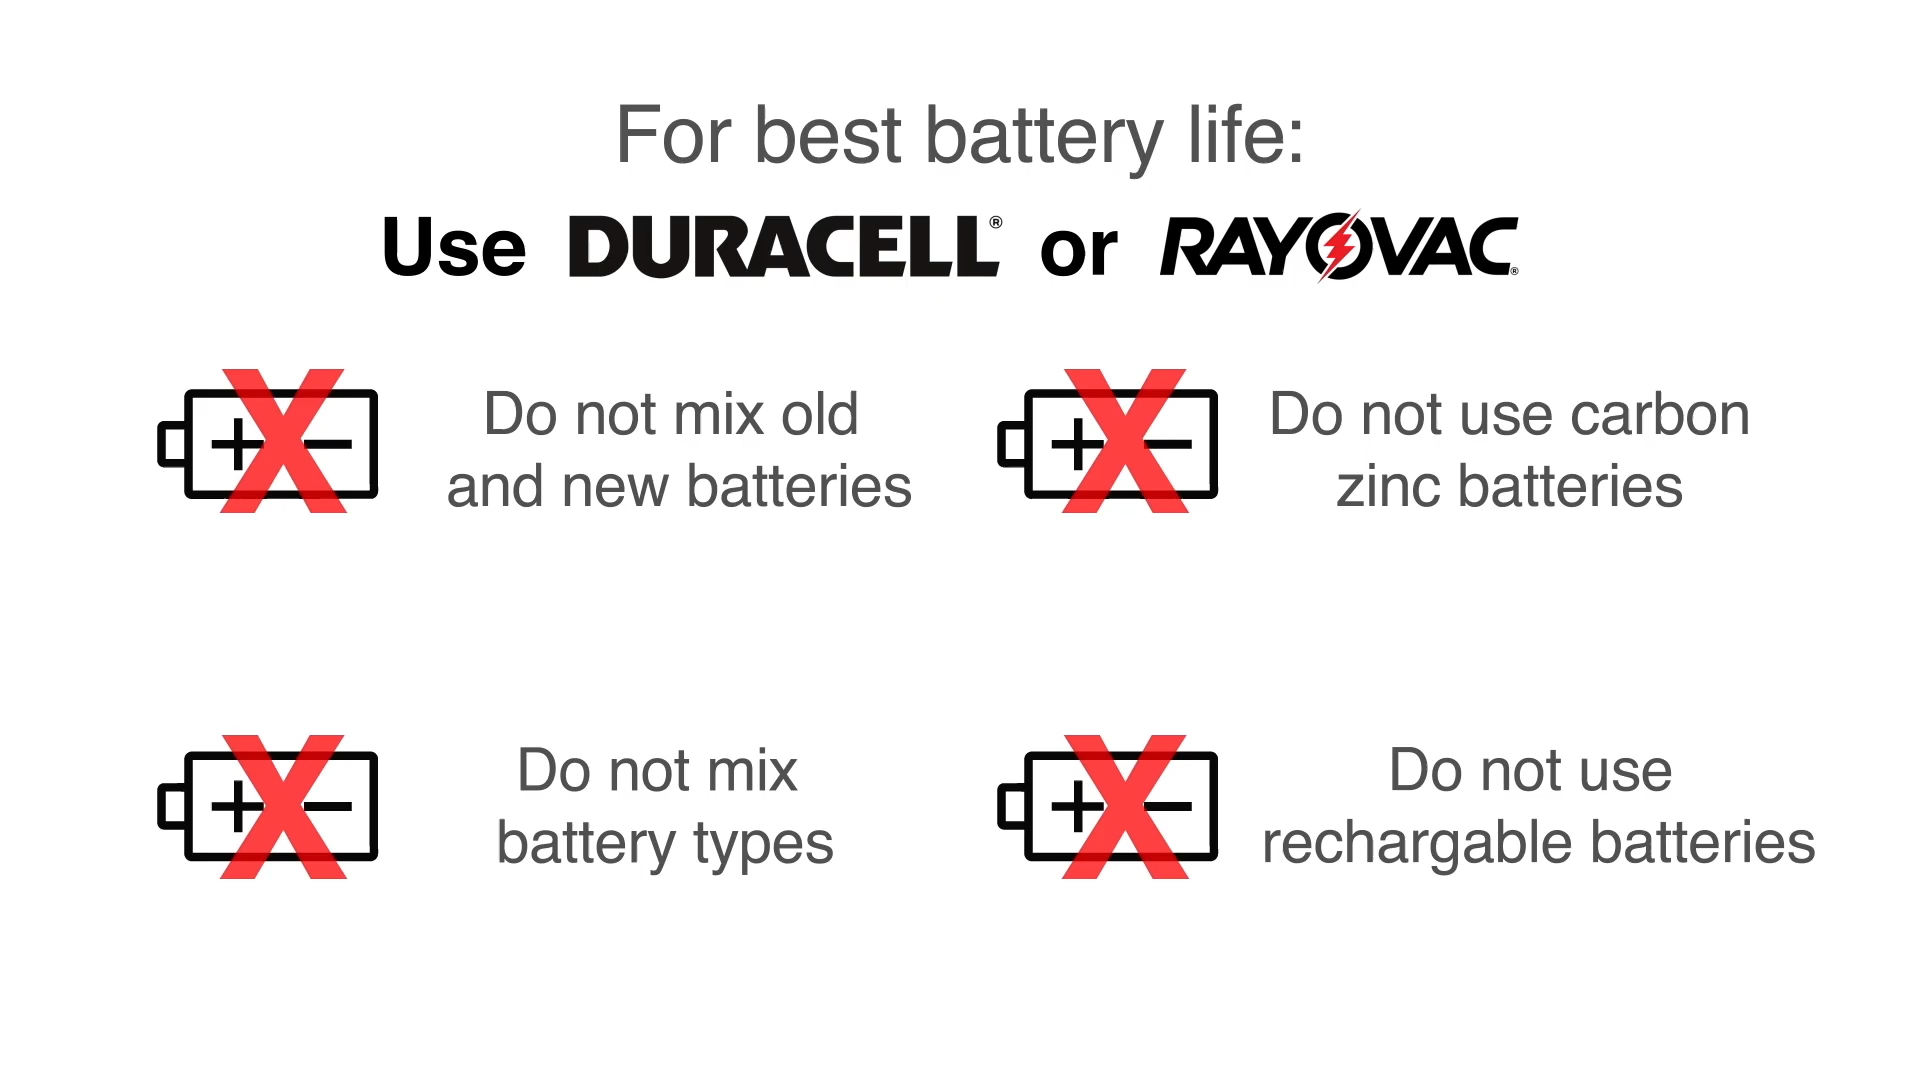 For best battery life:
Use DURACELL® or RAYOVAC®
Do not mix old
and new batteries
Do not use carbon
zinc batteries
Do not mix
battery types
Do not use
rechargable batteries